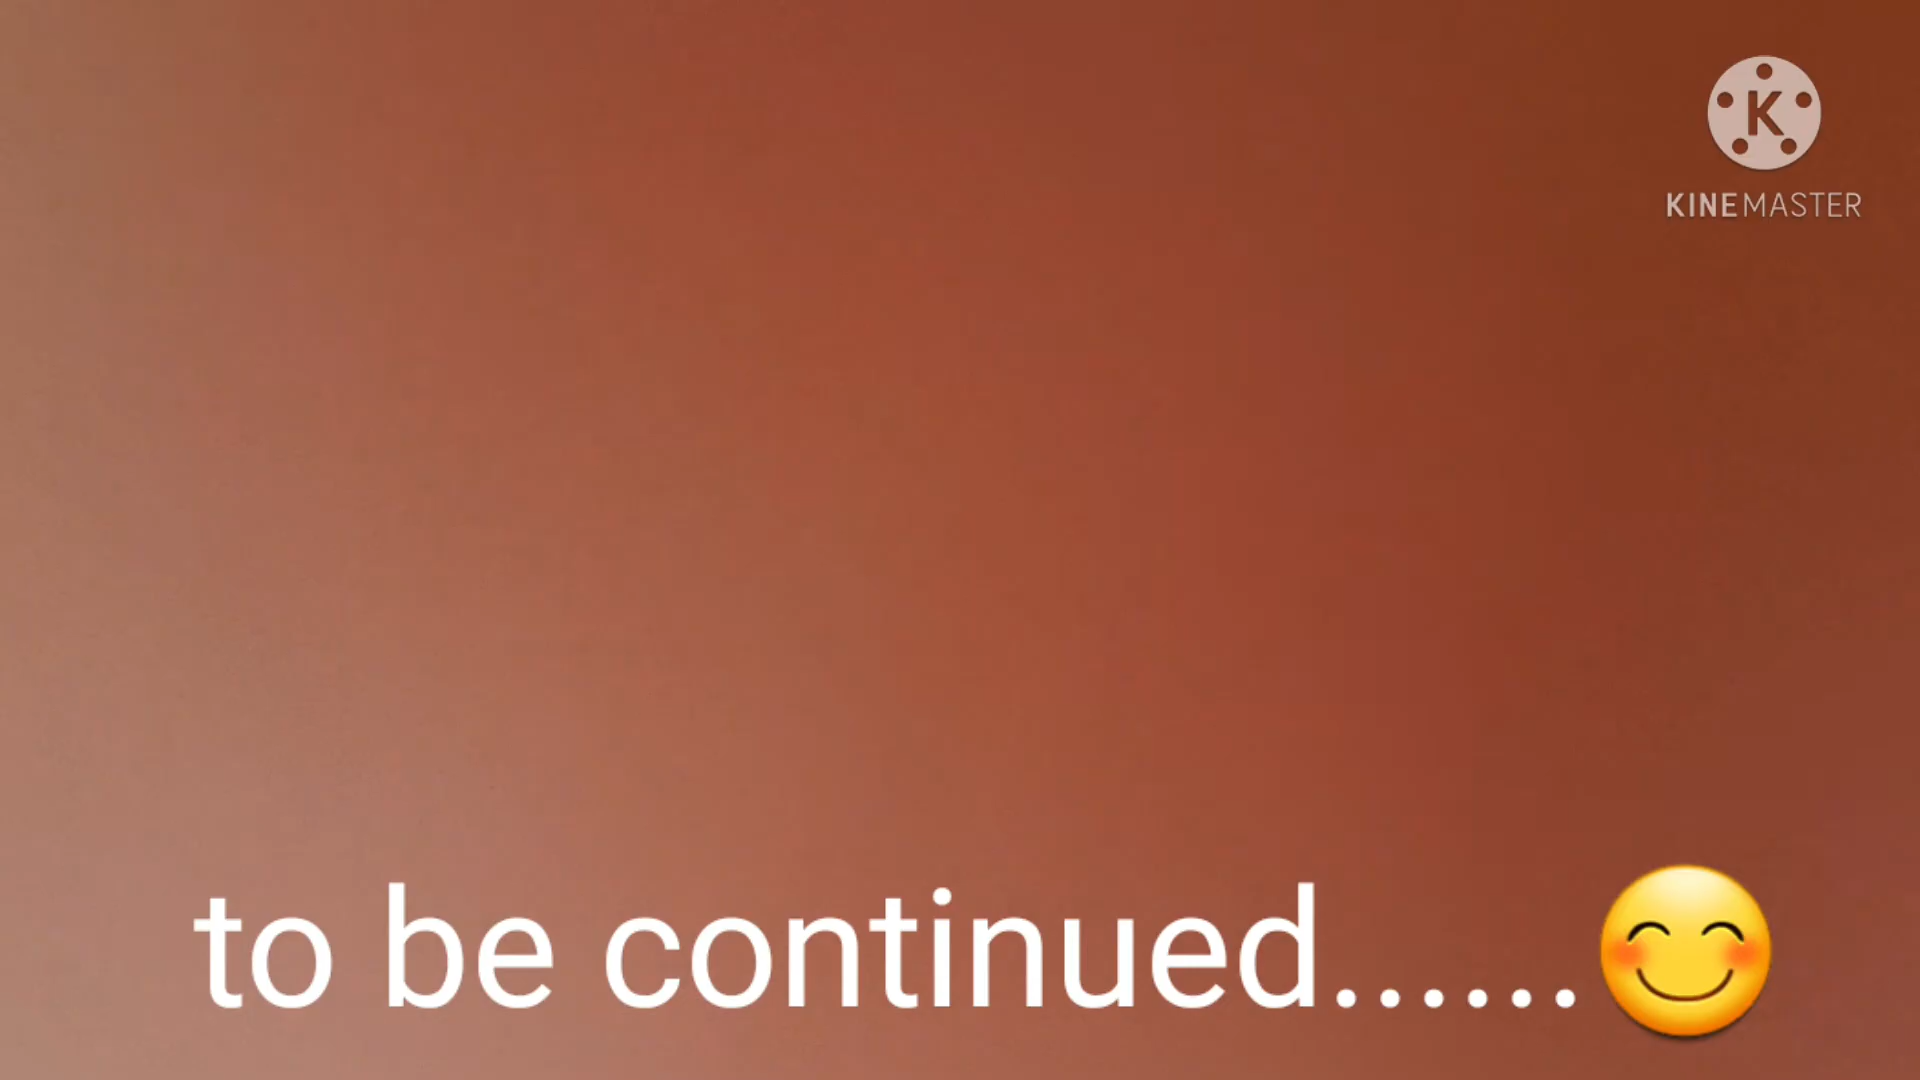 K
KINEMASTER
to be continued......😊